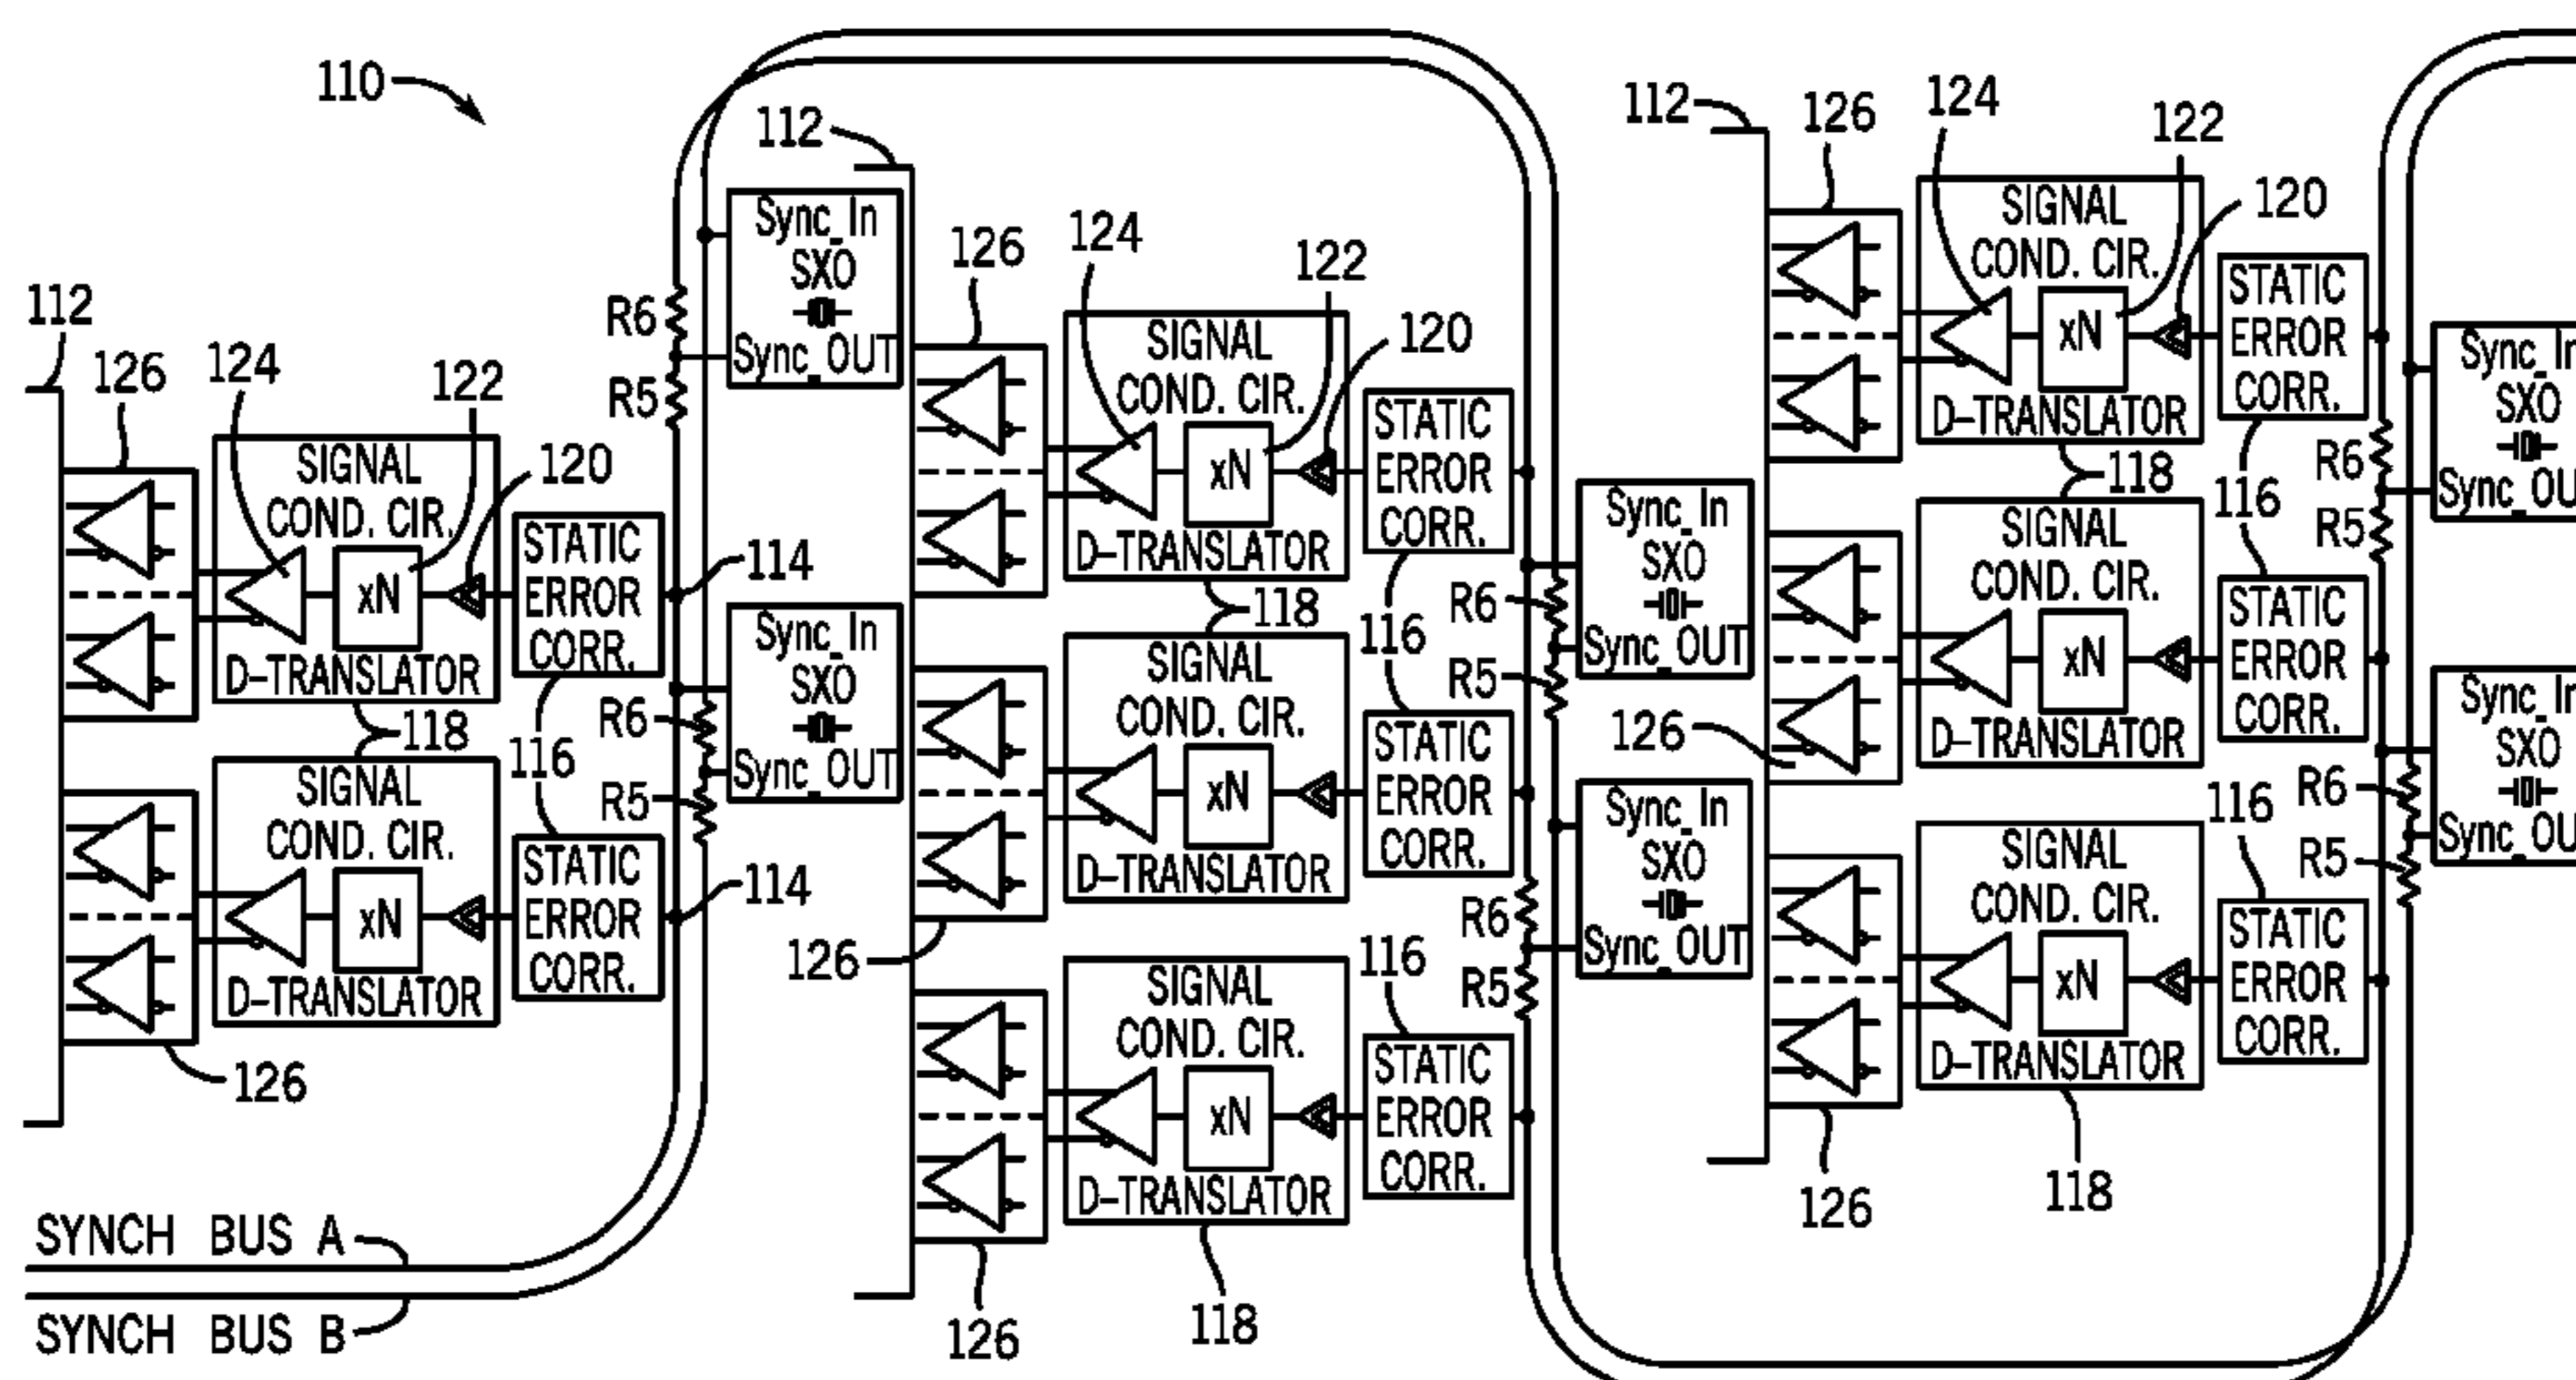 110
112
126
124
122
120
SIGNAL
COND. CIR.
xN
D-TRANSLATOR
STATIC
ERROR
CORR.
114
118
116
SIGNAL
COND. CIR.
xN
D-TRANSLATOR
STATIC
ERROR
CORR.
114
126
SYNCH BUS A
SYNCH BUS B
R6
R5
Sync_In
SXO
Sync_OUT
R6
R5
Sync_In
SXO
Sync_OUT
112
126
124
122
120
SIGNAL
COND. CIR.
xN
D-TRANSLATOR
STATIC
ERROR
CORR.
118
116
SIGNAL
COND. CIR.
xN
D-TRANSLATOR
STATIC
ERROR
CORR.
126
116
SIGNAL
COND. CIR.
xN
D-TRANSLATOR
STATIC
ERROR
CORR.
126
118
R6
R5
Sync_In
SXO
Sync_OUT
R6
R5
Sync_In
SXO
Sync_OUT
112
126
124
122
120
SIGNAL
COND. CIR.
xN
D-TRANSLATOR
STATIC
ERROR
CORR.
118
116
SIGNAL
COND. CIR.
xN
D-TRANSLATOR
STATIC
ERROR
CORR.
126
116
SIGNAL
COND. CIR.
xN
D-TRANSLATOR
STATIC
ERROR
CORR.
126
118
R6
R5
Sync_In
SXO
Sync_OU
R6
R5
Sync_In
SXO
Sync_OU